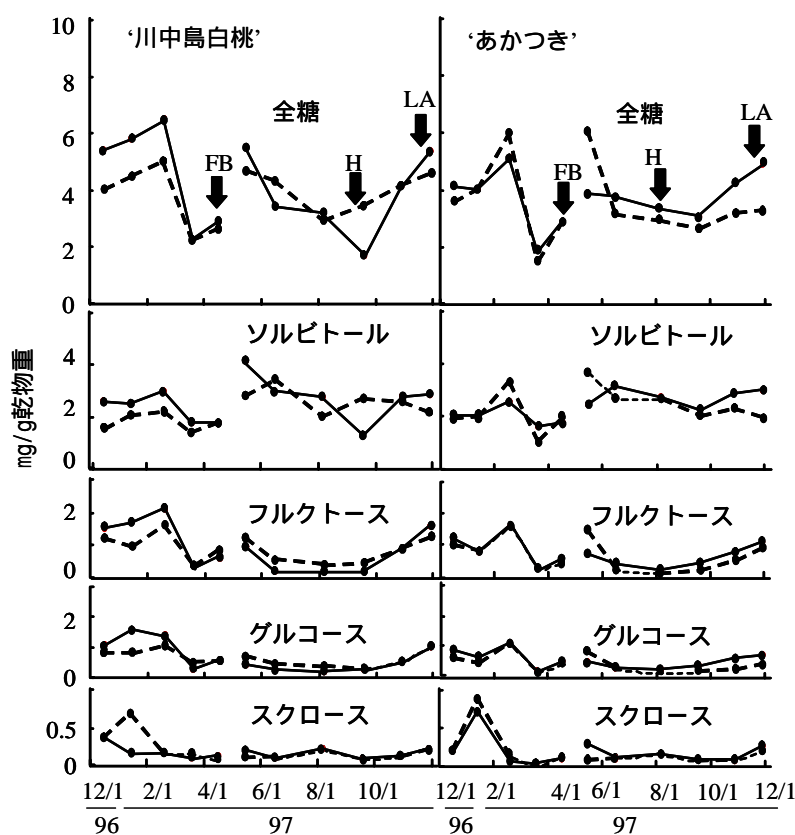 10
‘川中島白桃’
‘あかつき’
8
LA
LA
全糖
全糖
6
FB
H
FB
H
4
2
0
mg/g乾物重
ソルビトール
ソルビトール
4
2
0
フルクトース
フルクトース
2
0
グルコース
グルコース
2
0
スクロース
スクロース
0.5
0
12/1 2/1 4/1 6/1 8/1 10/1 12/1 2/1 4/1 6/1 8/1 10/1 12/1
96 97 96 97